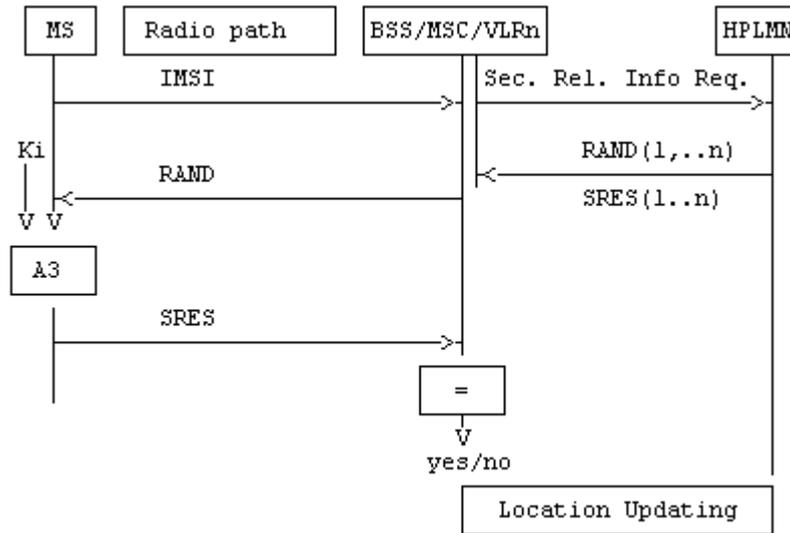 MS
Radio path
BSS/MSC/VLRn
HPLMN
IMSI
Sec. Rel. Info Req.
Ki
RAND
RAND(1,..n)
SRES(1..n)
V V
A3
SRES
=
V
yes/no
Location Updating